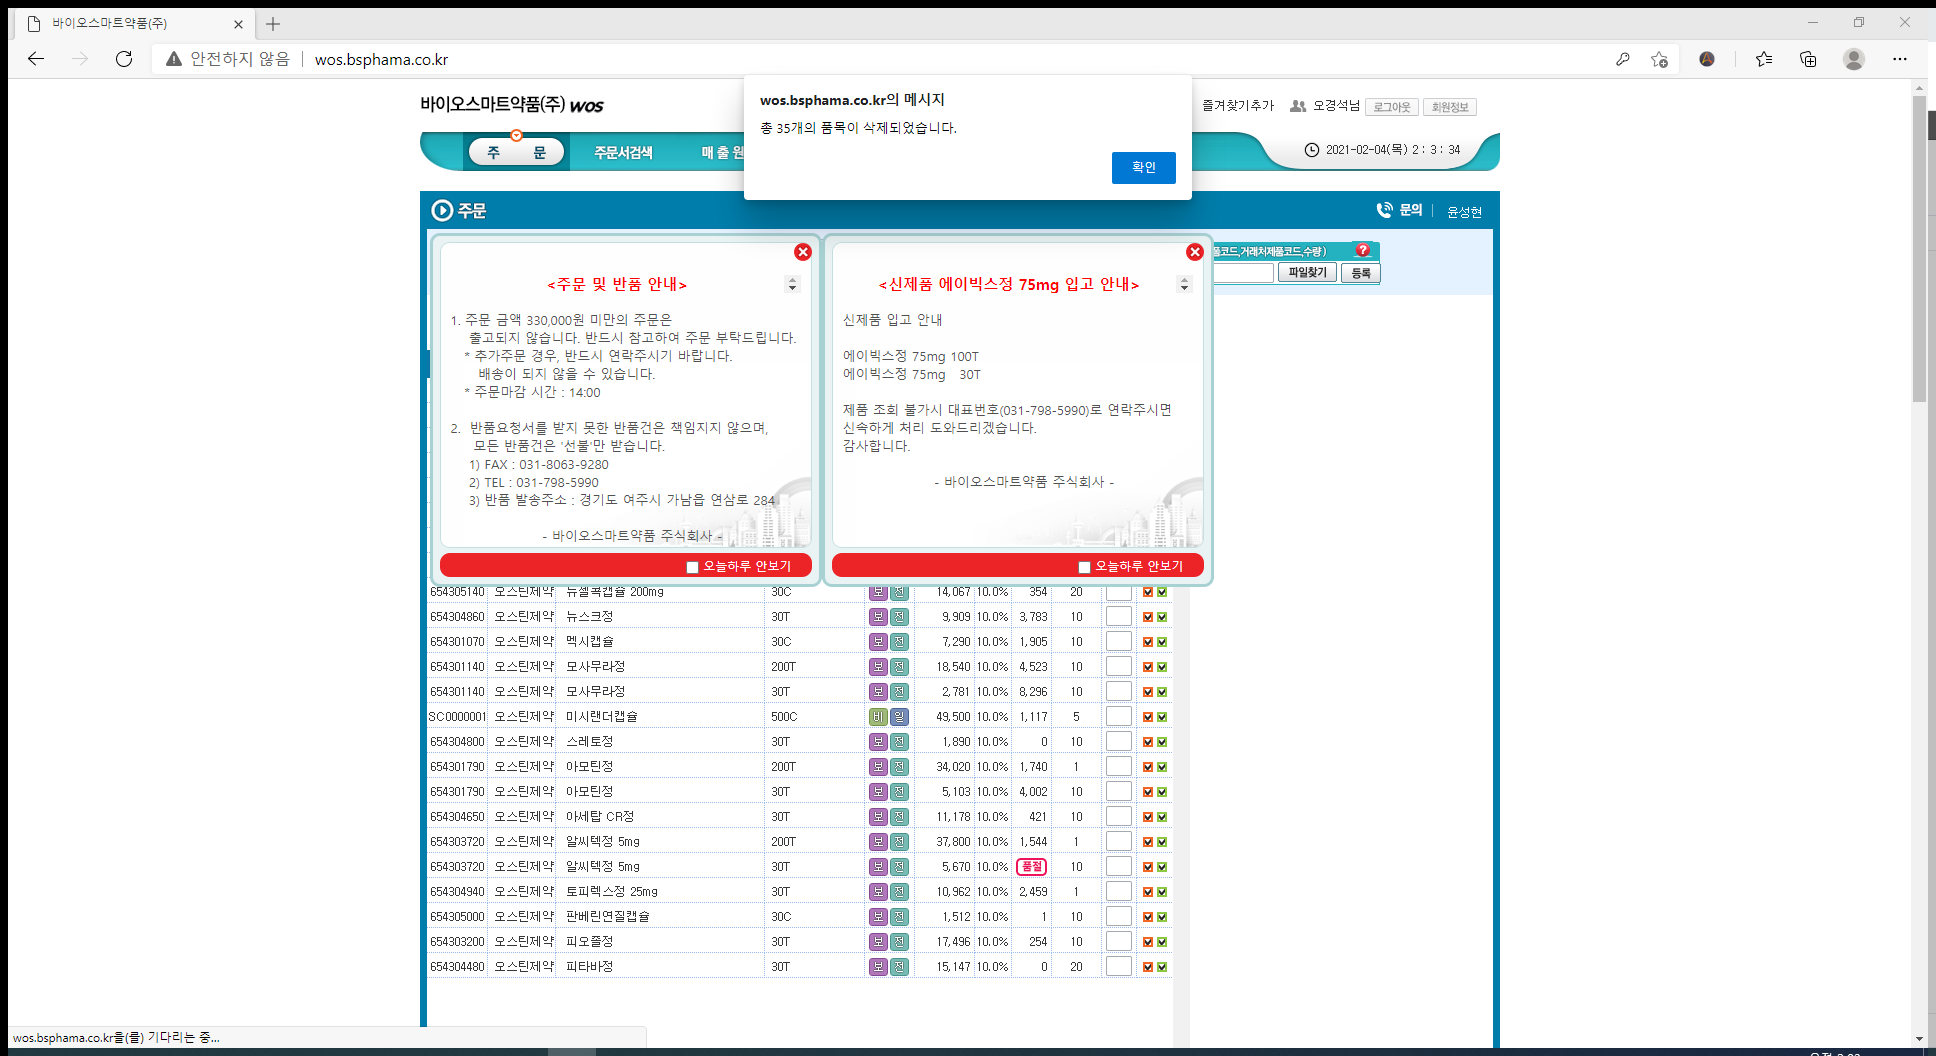 바이오스마트약품(주)
안전하지 않음 wos.bsphama.co.kr
wos.bsphama.co.kr의 메시지
총 35개의 품목이 삭제되었습니다.
확인
바이오스마트약품(주) wos
즐겨찾기추가 오경석님 로그아웃 회원정보
주 문 주문서검색 매 출 원
2021-02-04(목) 2 : 3 : 34
주문
문의 윤성현
품코드,거래처제품코드,수량 ) ?
파일찾기 등록
<주문 및 반품 안내>
1. 주문 금액 330,000원 미만의 주문은
출고되지 않습니다. 반드시 참고하여 주문 부탁드립니다.
* 추가주문 경우, 반드시 연락주시기 바랍니다.
배송이 되지 않을 수 있습니다.
* 주문마감 시간 : 14:00
2. 반품요청서를 받지 못한 반품건은 책임지지 않으며,
모든 반품건은 '선불'만 받습니다.
1) FAX : 031-8063-9280
2) TEL : 031-798-5990
3) 반품 발송주소 : 경기도 여주시 가남읍 연삼로 284
- 바이오스마트약품 주식회사 -
오늘하루 안보기
<신제품 에이빅스정 75mg 입고 안내>
신제품 입고 안내
에이빅스정 75mg 100T
에이빅스정 75mg 30T
제품 조회 불가시 대표번호(031-798-5990)로 연락주시면
신속하게 처리 도와드리겠습니다.
감사합니다.
- 바이오스마트약품 주식회사 -
오늘하루 안보기
654305140 오스틴제약 뉴셀콕캡슐 200mg 30C 보 전 14,067 10.0% 354 20
654304860 오스틴제약 뉴스크정 30T 보 전 9,909 10.0% 3,783 10
654301070 오스틴제약 멕시캡슐 30C 보 전 7,290 10.0% 1,905 10
654301140 오스틴제약 모사무라정 200T 보 전 18,540 10.0% 4,523 10
654301140 오스틴제약 모사무라정 30T 보 전 2,781 10.0% 8,296 10
SC0000001 오스틴제약 미시랜더캡슐 500C 비 일 49,500 10.0% 1,117 5
654304800 오스틴제약 스레토정 30T 보 전 1,890 10.0% 0 10
654301790 오스틴제약 아모틴정 200T 보 전 34,020 10.0% 1,740 1
654301790 오스틴제약 아모틴정 30T 보 전 5,103 10.0% 4,002 10
654304650 오스틴제약 아세탑 CR정 30T 보 전 11,178 10.0% 421 10
654303720 오스틴제약 알씨텍정 5mg 200T 보 전 37,800 10.0% 1,544 1
654303720 오스틴제약 알씨텍정 5mg 30T 보 전 5,670 10.0% 품절 10
654304940 오스틴제약 토피렉스정 25mg 30T 보 전 10,962 10.0% 2,459 1
654305000 오스틴제약 판베린연질캡슐 30C 보 전 1,512 10.0% 1 10
654303200 오스틴제약 피오졸정 30T 보 전 17,496 10.0% 254 10
654304480 오스틴제약 피타바정 30T 보 전 15,147 10.0% 0 20
wos.bsphama.co.kr을(를) 기다리는 중...